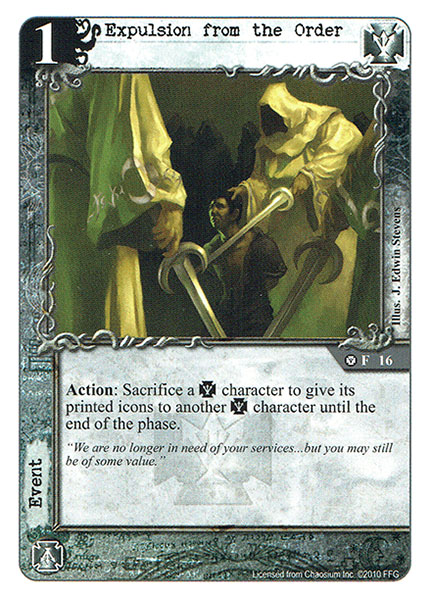 1
Expulsion from the Order
Illus. J. Edwin Stevens
F 16
Action: Sacrifice a character to give its
printed icons to another character until the
end of the phase.
“We are no longer in need of your services...but you may still
be of some value.”
Event
Licensed from Chaosium Inc. ©2010 FFG